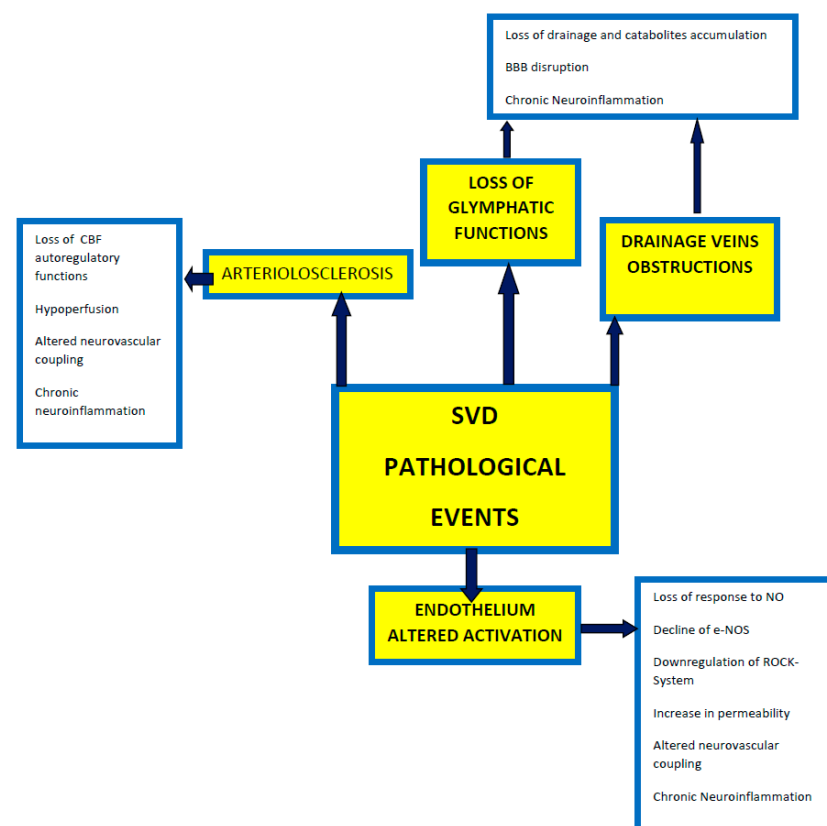 Loss of drainage and catabolites accumulation
BBB disruption
Chronic Neuroinflammation
LOSS OF
GLYMPHATIC
FUNCTIONS
DRAINAGE VEINS
OBSTRUCTIONS
Loss of CBF
autoregulatory
functions
Hypoperfusion
Altered neurovascular
coupling
Chronic
neuroinflammation
ARTERIOLOSCLEROSIS
SVD
PATHOLOGICAL
EVENTS
ENDOTHELIUM
ALTERED ACTIVATION
Loss of response to NO
Decline of e-NOS
Downregulation of ROCK-
System
Increase in permeability
Altered neurovascular
coupling
Chronic Neuroinflammation